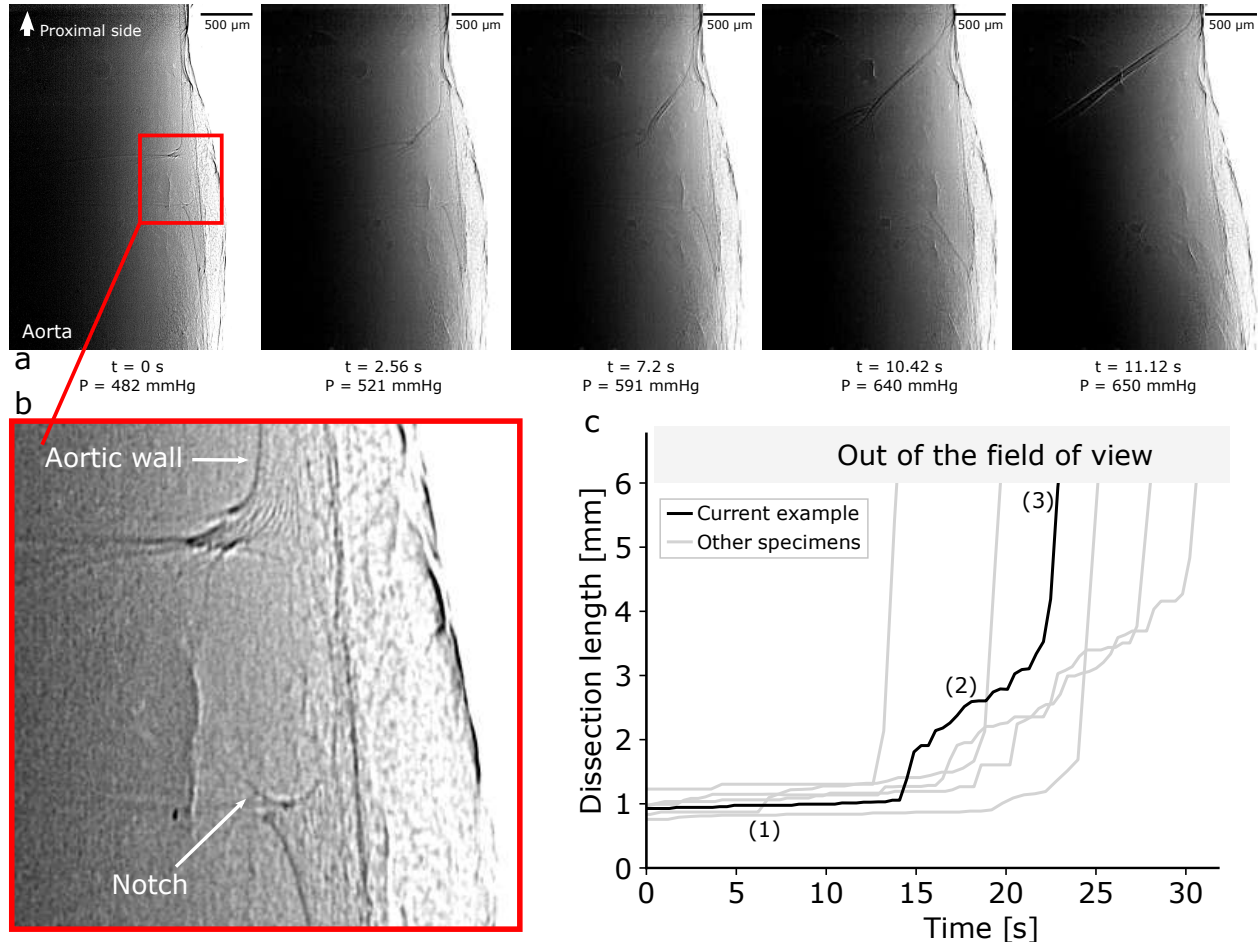 Proximal side
500 µm
500 µm
500 µm
500 µm
500 µm
Aorta
a
t = 0 s
P = 482 mmHg
t = 2.56 s
P = 521 mmHg
t = 7.2 s
P = 591 mmHg
t = 10.42 s
P = 640 mmHg
t = 11.12 s
P = 650 mmHg
b
Aortic wall
Notch
c
Out of the field of view
Current example
Other specimens
(1)
(2)
(3)
Dissection length [mm]
6
5
4
3
2
1
0
0 5 10 15 20 25 30
Time [s]